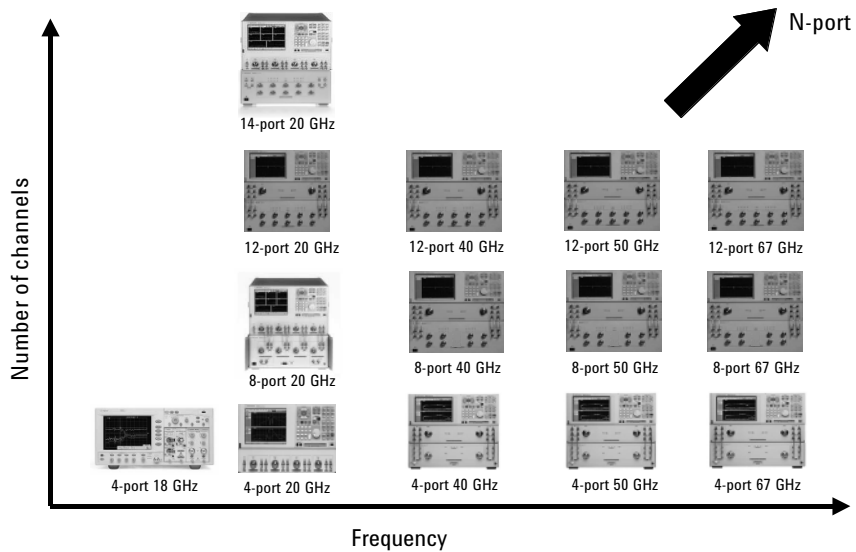 N-port
14-port 20 GHz
12-port 20 GHz
12-port 40 GHz
12-port 50 GHz
12-port 67 GHz
8-port 20 GHz
8-port 40 GHz
8-port 50 GHz
8-port 67 GHz
4-port 18 GHz
4-port 20 GHz
4-port 40 GHz
4-port 50 GHz
4-port 67 GHz
Number of channels
Frequency